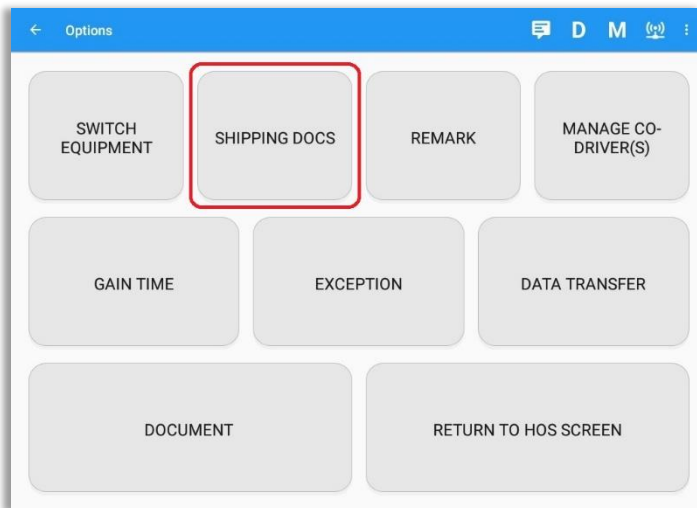 Options
D M
SWITCH
EQUIPMENT
SHIPPING DOCS
REMARK
MANAGE CO-
DRIVER(S)
GAIN TIME
EXCEPTION
DATA TRANSFER
DOCUMENT
RETURN TO HOS SCREEN